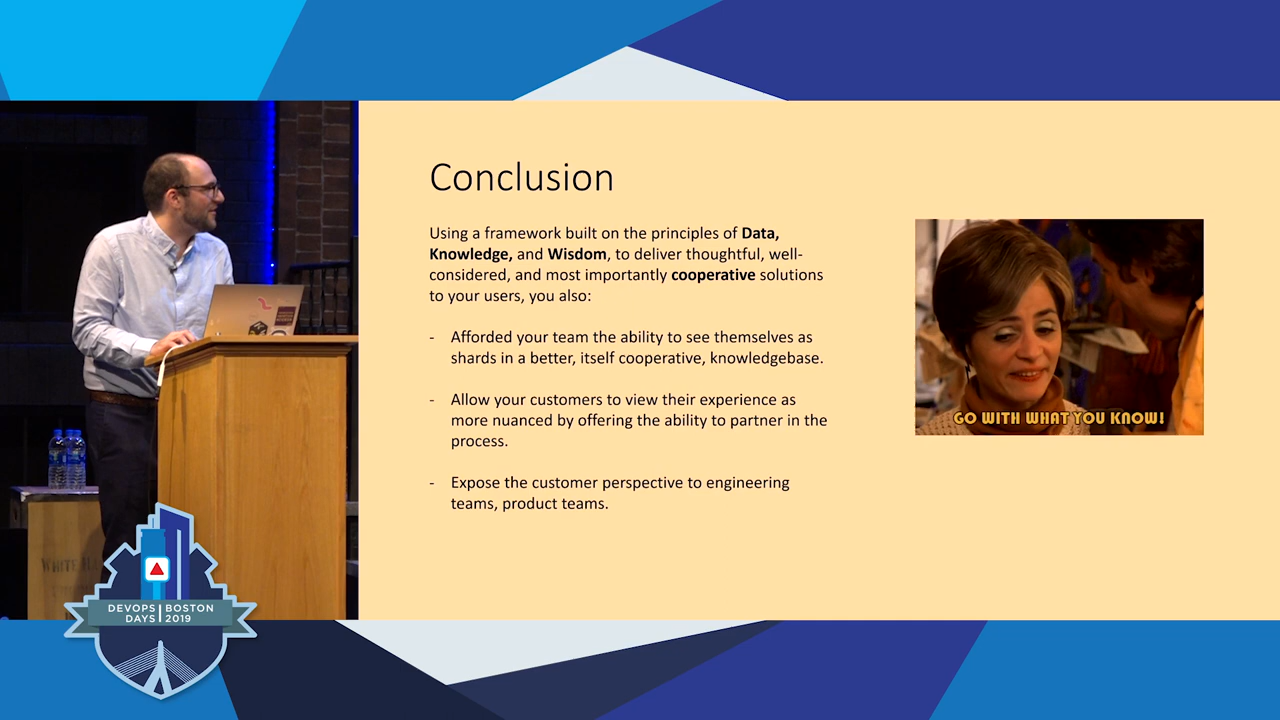 Conclusion
Using a framework built on the principles of Data,
Knowledge, and Wisdom, to deliver thoughtful, well-
considered, and most importantly cooperative solutions
to your users, you also:
- Afforded your team the ability to see themselves as
shards in a better, itself cooperative, knowledgebase.
- Allow your customers to view their experience as
more nuanced by offering the ability to partner in the
process.
- Expose the customer perspective to engineering
teams, product teams.
GO WITH WHAT YOU KNOW!
WHITE
DEVOPS BOSTON
DAYS 2019